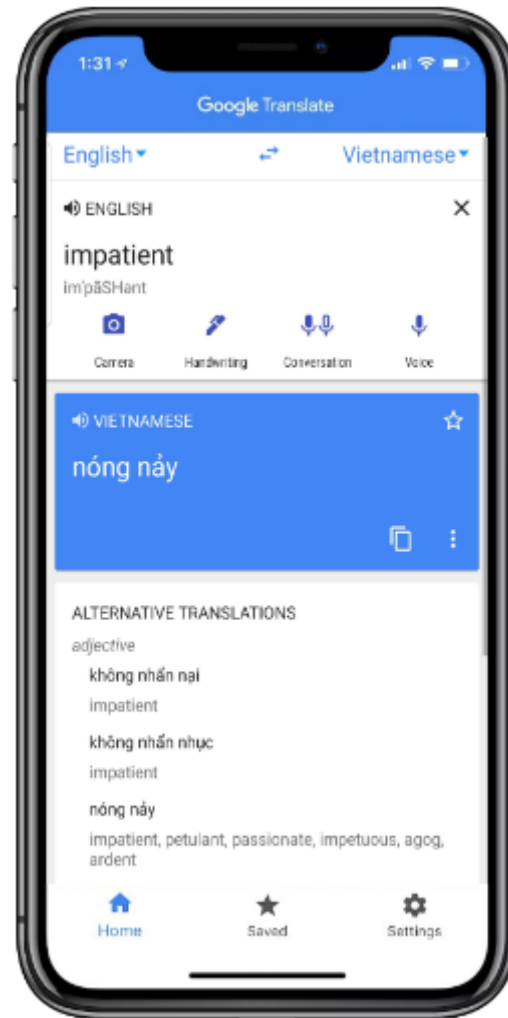 1:31
Google Translate
English Vietnamese
ENGLISH
impatient
im'pāSHənt
Camera Handwriting Conversation Voice
VIETNAMESE
nóng nảy
ALTERNATIVE TRANSLATIONS
adjective
không nhẫn nại
impatient
không nhẫn nhục
impatient
nóng nảy
impatient, petulant, passionate, impetuous, agog,
ardent
Home Saved Settings